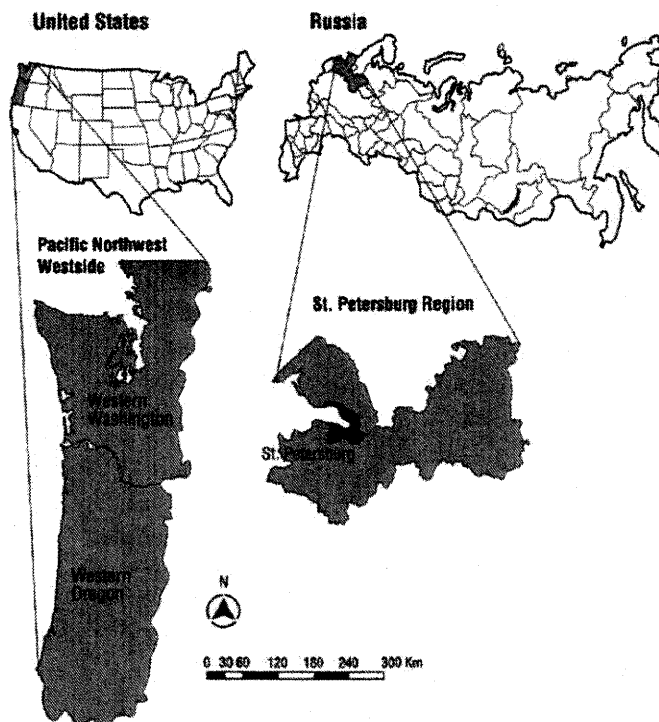 United States
Russia
Pacific Northwest
Westside
Western
Washington
Western
Oregon
St. Petersburg Region
St. Petersburg
N
0 30 60 120 180 240 300 Km